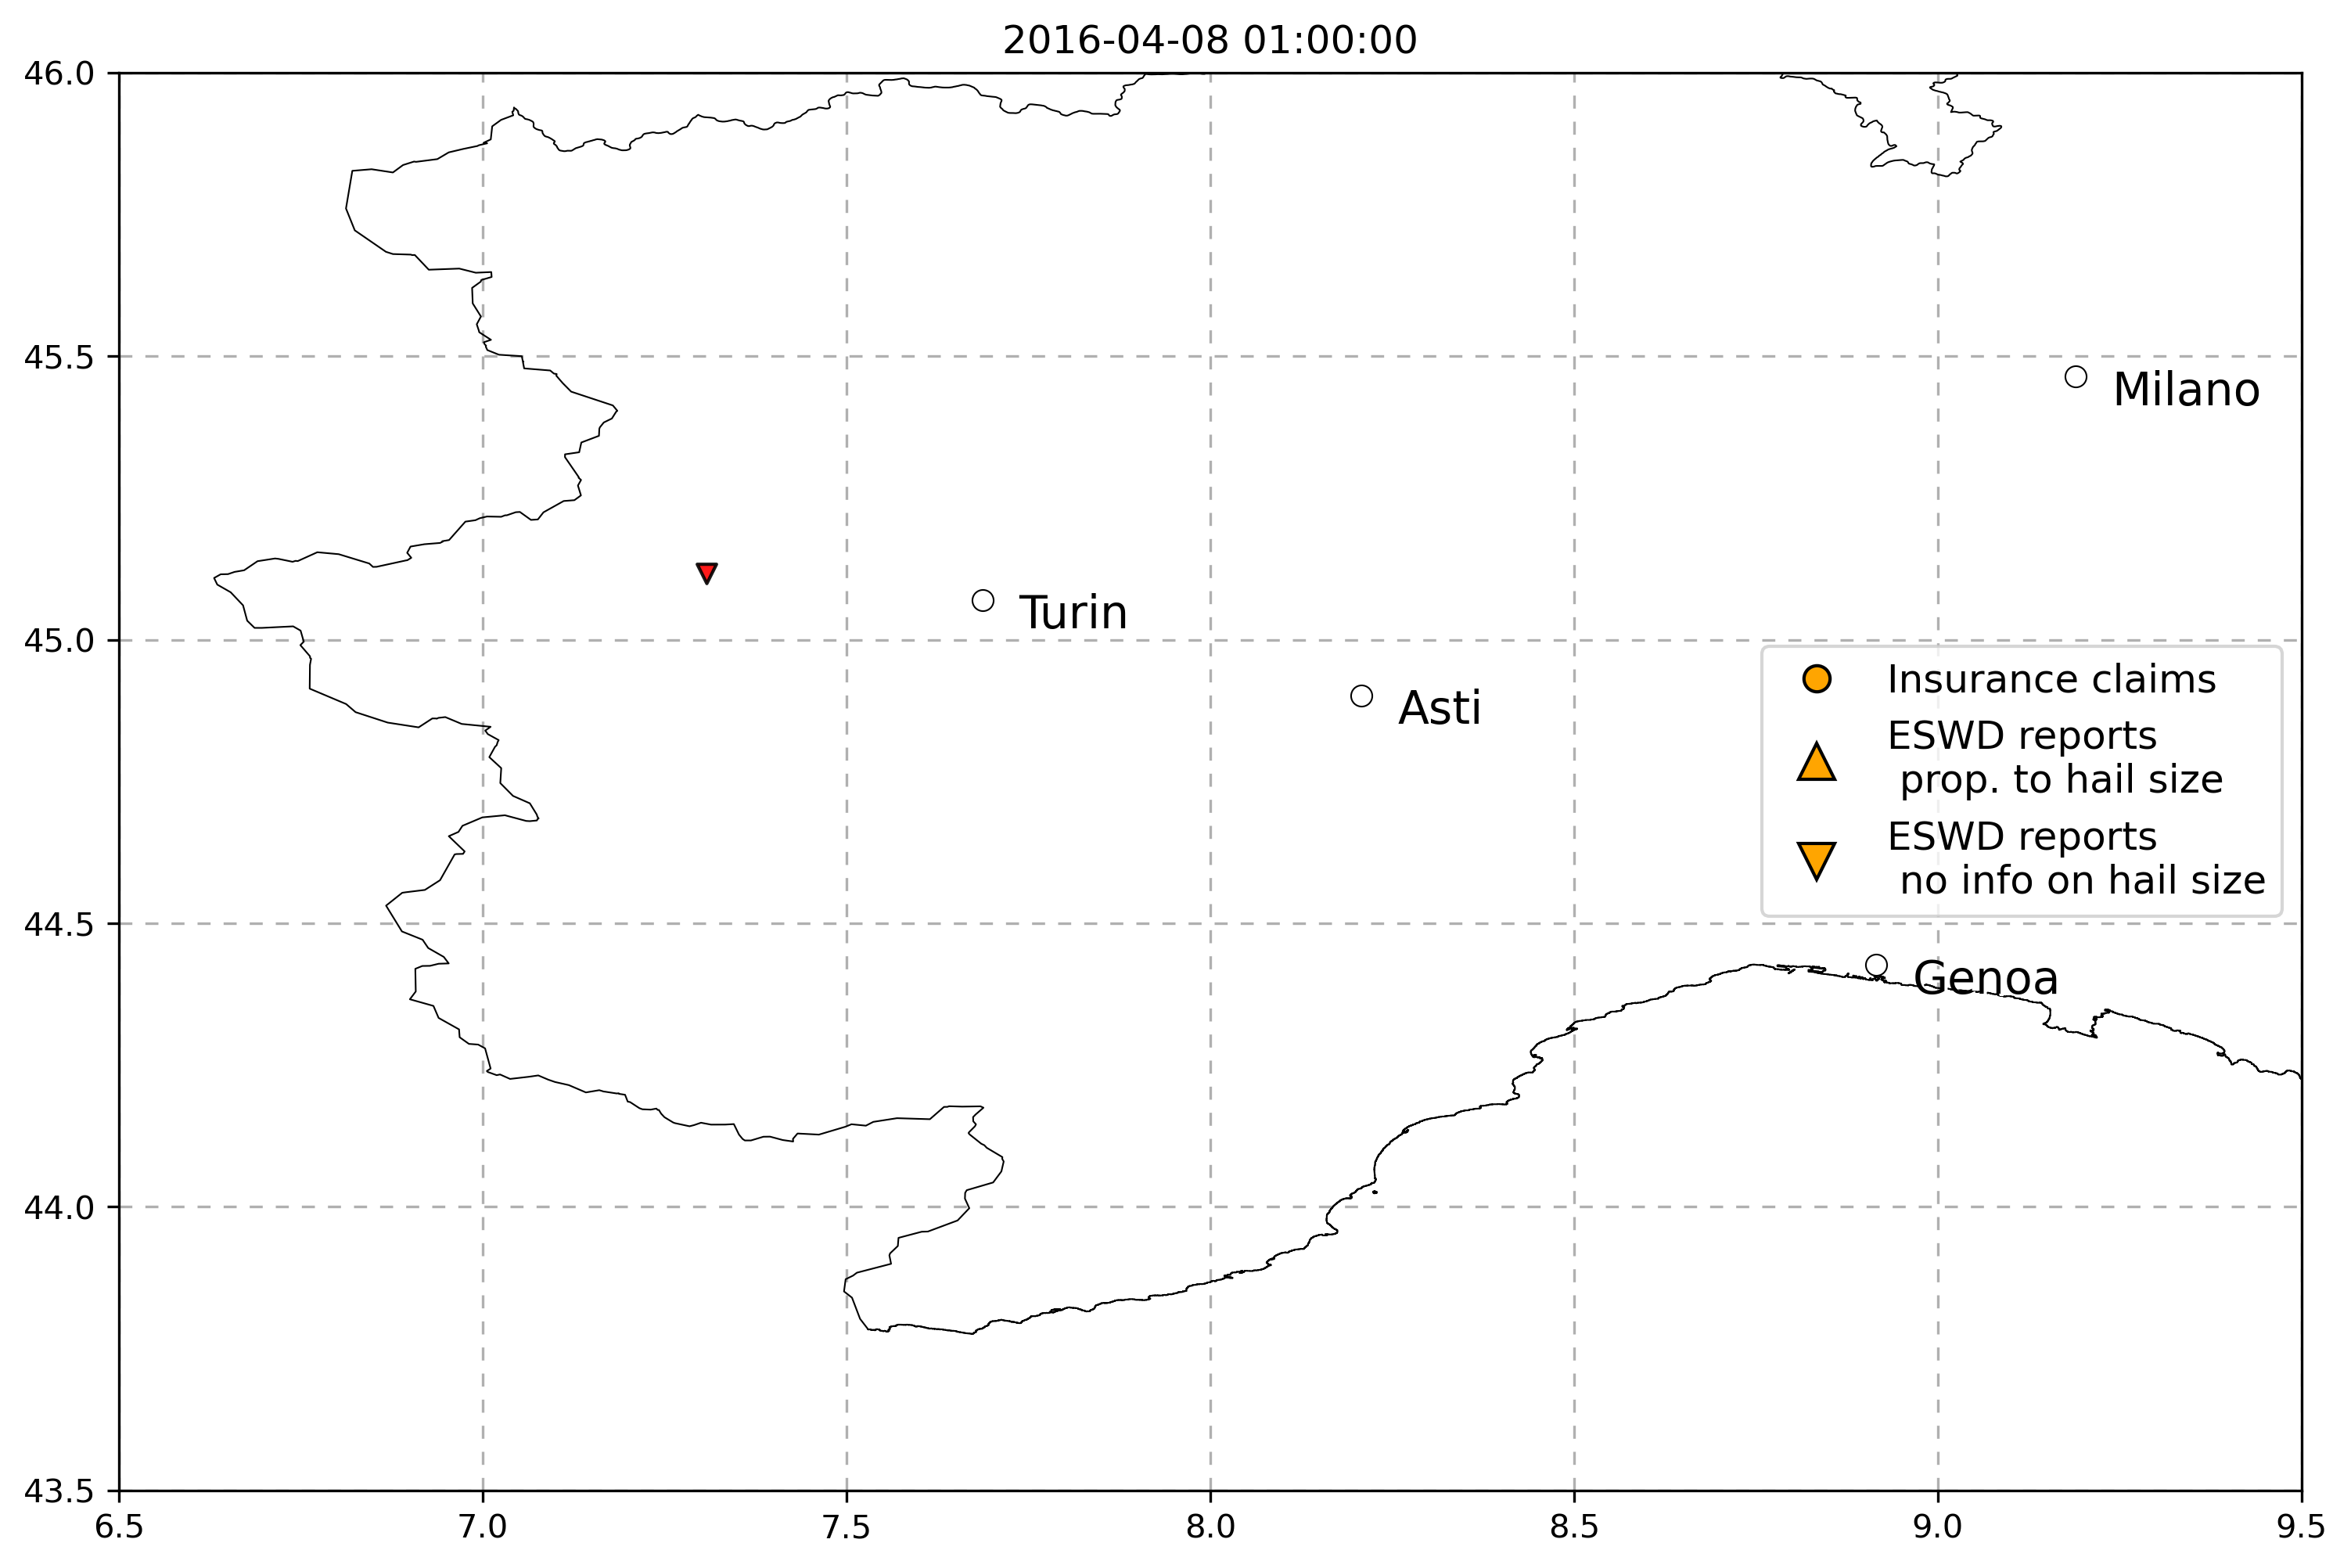 2016-04-08 01:00:00
46.0
45.5
Milano
Turin
45.0
Insurance claims
Asti
ESWD reports
prop. to hail size
ESWD reports
no info on hail size
44.5
Genoa
44.0
43.5
6.5 7.0 7.5 8.0 8.5 9.0 9.5